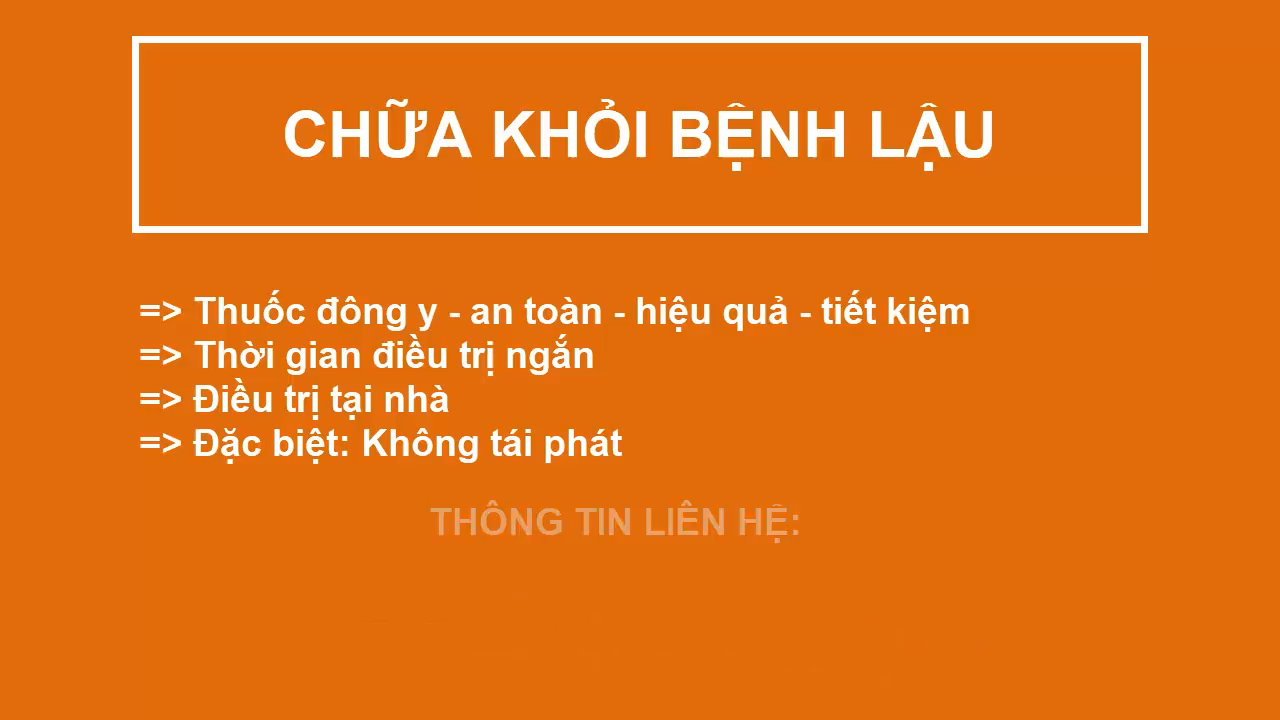 CHỮA KHỎI BỆNH LẬU
=> Thuốc đông y - an toàn - hiệu quả - tiết kiệm
=> Thời gian điều trị ngắn
=> Điều trị tại nhà
=> Đặc biệt: Không tái phát
THÔNG TIN LIÊN HỆ: